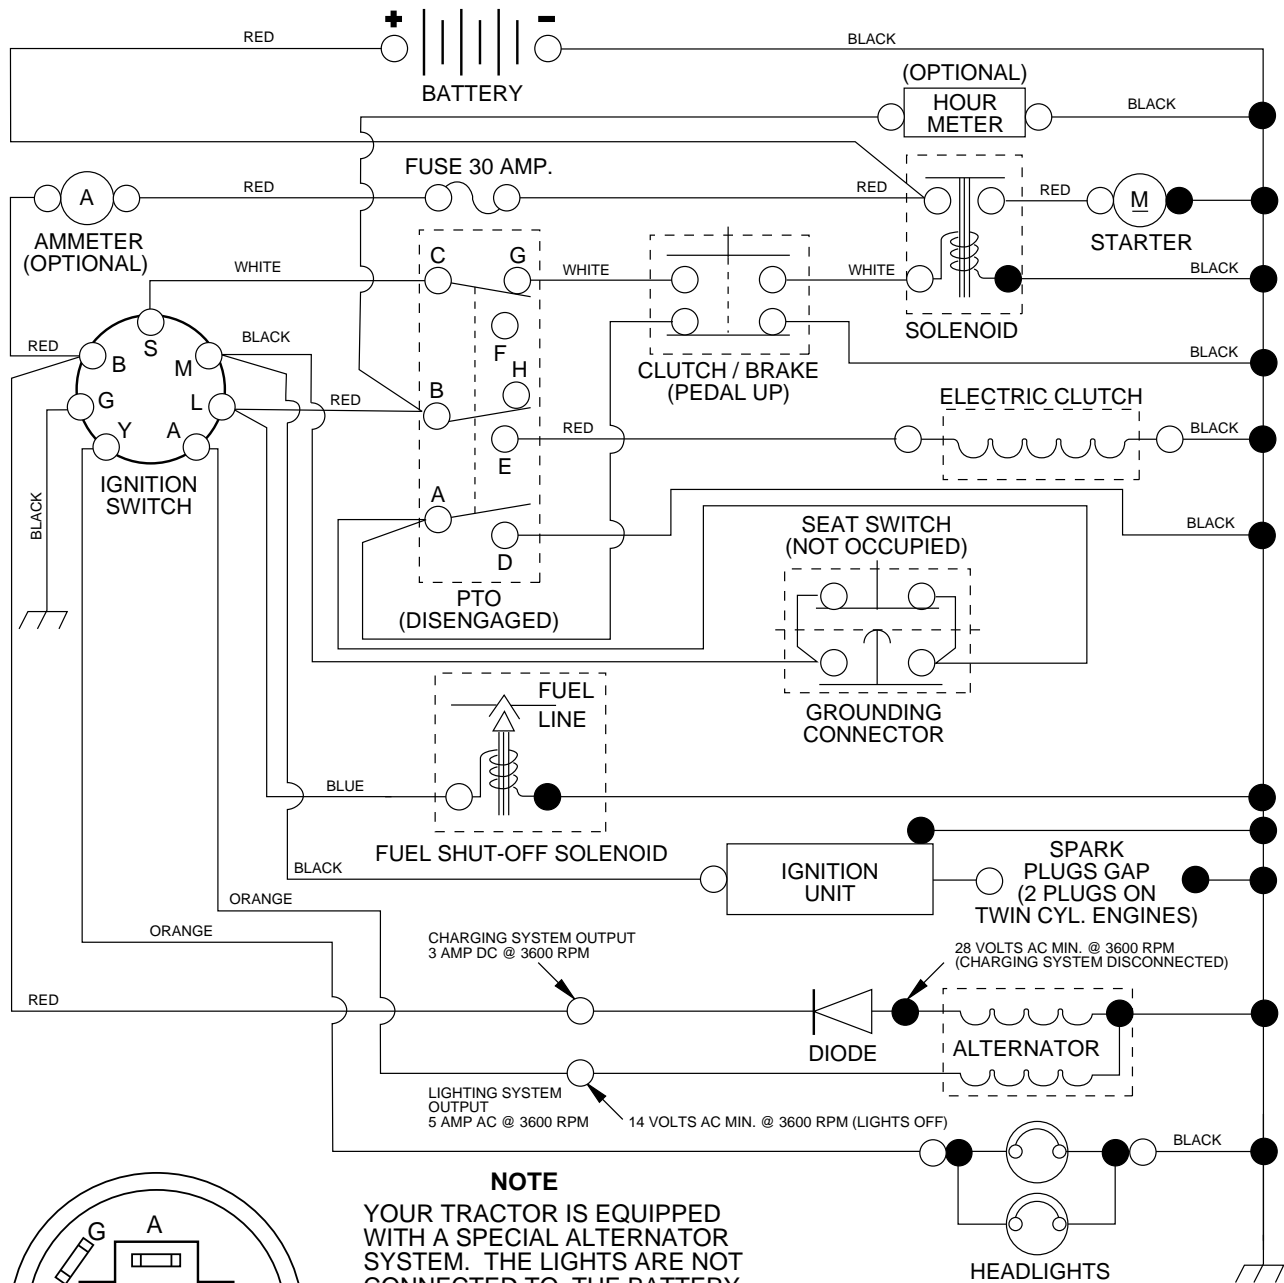 +
-
RED
BLACK
BATTERY
(OPTIONAL)
HOUR
METER
BLACK
FUSE 30 AMP.
A
RED
RED
RED
M
AMMETER
(OPTIONAL)
STARTER
WHITE
C
G
WHITE
WHITE
BLACK
S
F
SOLENOID
RED
B
M
BLACK
CLUTCH / BRAKE
(PEDAL UP)
BLACK
H
G
L
RED
B
ELECTRIC CLUTCH
Y
A
E
RED
BLACK
IGNITION
SWITCH
BLACK
A
D
SEAT SWITCH
(NOT OCCUPIED)
BLACK
PTO
(DISENGAGED)
FUEL
LINE
GROUNDING
CONNECTOR
BLUE
FUEL SHUT-OFF SOLENOID
BLACK
IGNITION
UNIT
SPARK
PLUGS GAP
(2 PLUGS ON
TWIN CYL. ENGINES)
ORANGE
ORANGE
CHARGING SYSTEM OUTPUT
3 AMP DC @ 3600 RPM
28 VOLTS AC MIN. @ 3600 RPM
(CHARGING SYSTEM DISCONNECTED)
RED
DIODE
ALTERNATOR
LIGHTING SYSTEM
OUTPUT
5 AMP AC @ 3600 RPM
14 VOLTS AC MIN. @ 3600 RPM (LIGHTS OFF)
BLACK
HEADLIGHTS
G
A
NOTE
YOUR TRACTOR IS EQUIPPED
WITH A SPECIAL ALTERNATOR
SYSTEM. THE LIGHTS ARE NOT
CONNECTED TO THE BATTERY